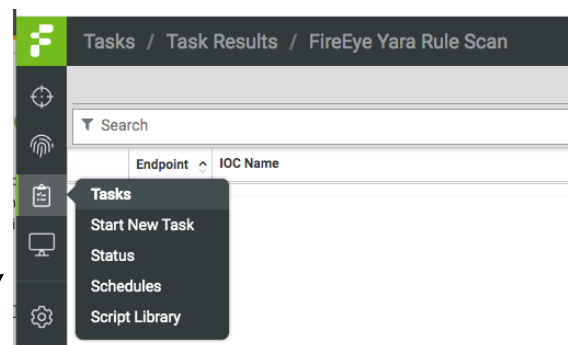 Tasks / Task Results / FireEye Yara Rule Scan
Search
Endpoint IOC Name
Tasks
Start New Task
Status
Schedules
Script Library